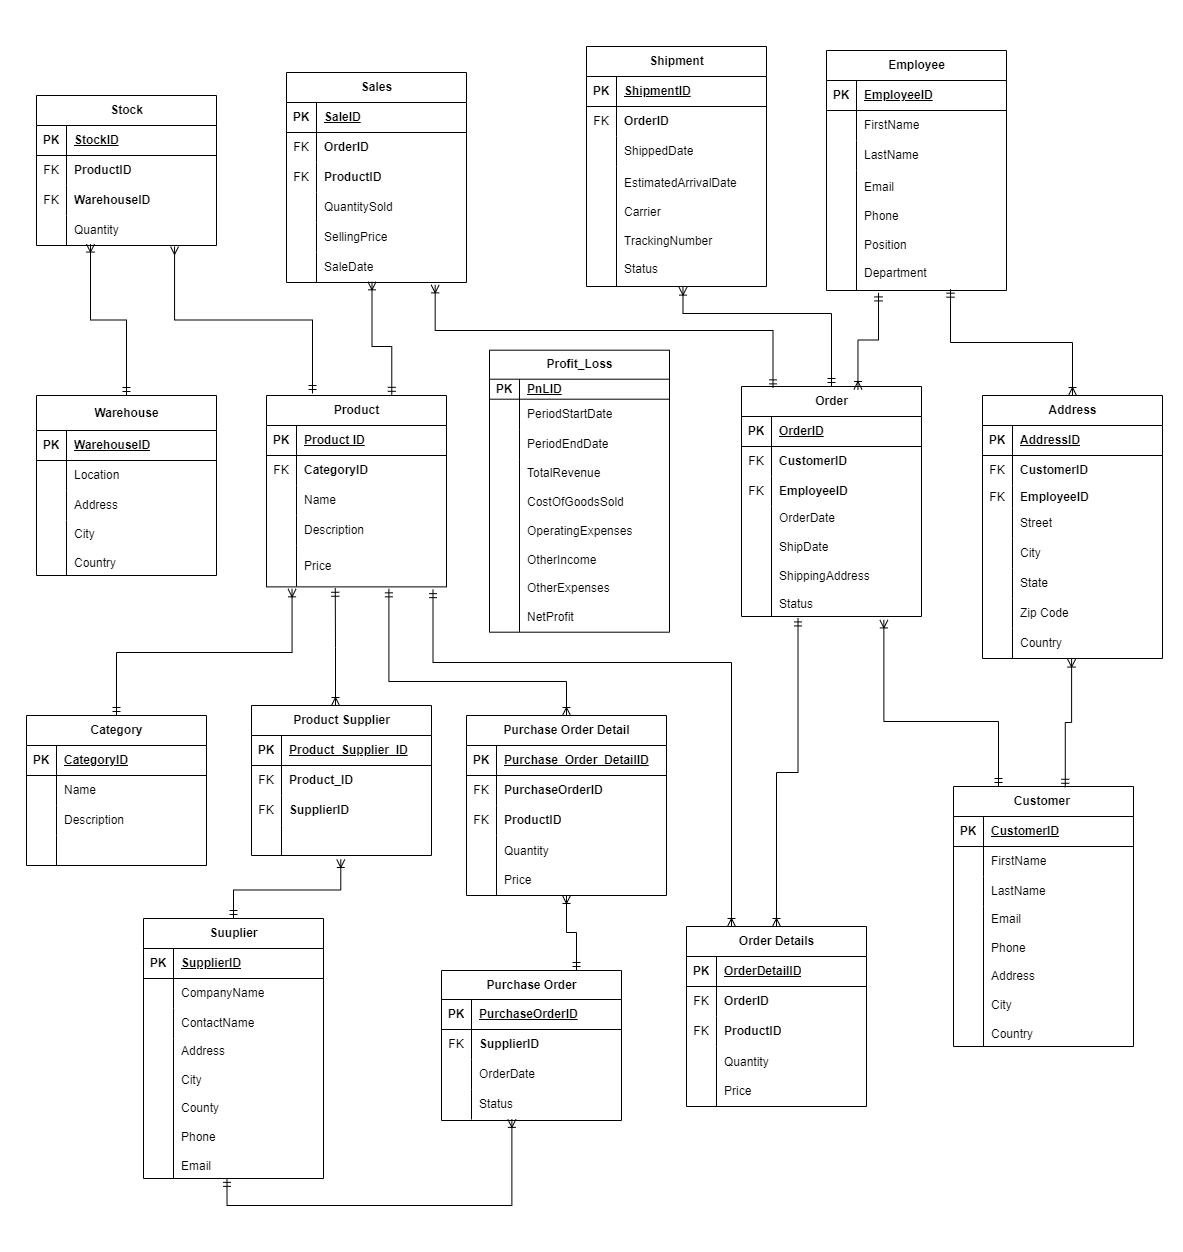 Stock
PK StockID
FK ProductID
FK WarehouseID
Quantity
Sales
PK SaleID
FK OrderID
FK ProductID
QuantitySold
SellingPrice
SaleDate
Shipment
PK ShipmentID
FK OrderID
ShippedDate
EstimatedArrivalDate
Carrier
TrackingNumber
Status
Employee
PK EmployeeID
FirstName
LastName
Email
Phone
Position
Department
Warehouse
PK WarehouseID
Location
Address
City
Country
Product
PK Product ID
FK CategoryID
Name
Description
Price
Profit_Loss
PK PnLID
PeriodStartDate
PeriodEndDate
TotalRevenue
CostOfGoodsSold
OperatingExpenses
OtherIncome
OtherExpenses
NetProfit
Order
PK OrderID
FK CustomerID
FK EmployeeID
OrderDate
ShipDate
ShippingAddress
Status
Address
PK AddressID
FK CustomerID
FK EmployeeID
Street
City
State
Zip Code
Country
Category
PK CategoryID
Name
Description
Product Supplier
PK Product_Supplier_ID
FK Product_ID
FK SupplierID
Purchase Order Detail
PK Purchase_Order_DetailID
FK PurchaseOrderID
FK ProductID
Quantity
Price
Customer
PK CustomerID
FirstName
LastName
Email
Phone
Address
City
Country
Suuplier
PK SupplierID
CompanyName
ContactName
Address
City
County
Phone
Email
Purchase Order
PK PurchaseOrderID
FK SupplierID
OrderDate
Status
Order Details
PK OrderDetailID
FK OrderID
FK ProductID
Quantity
Price